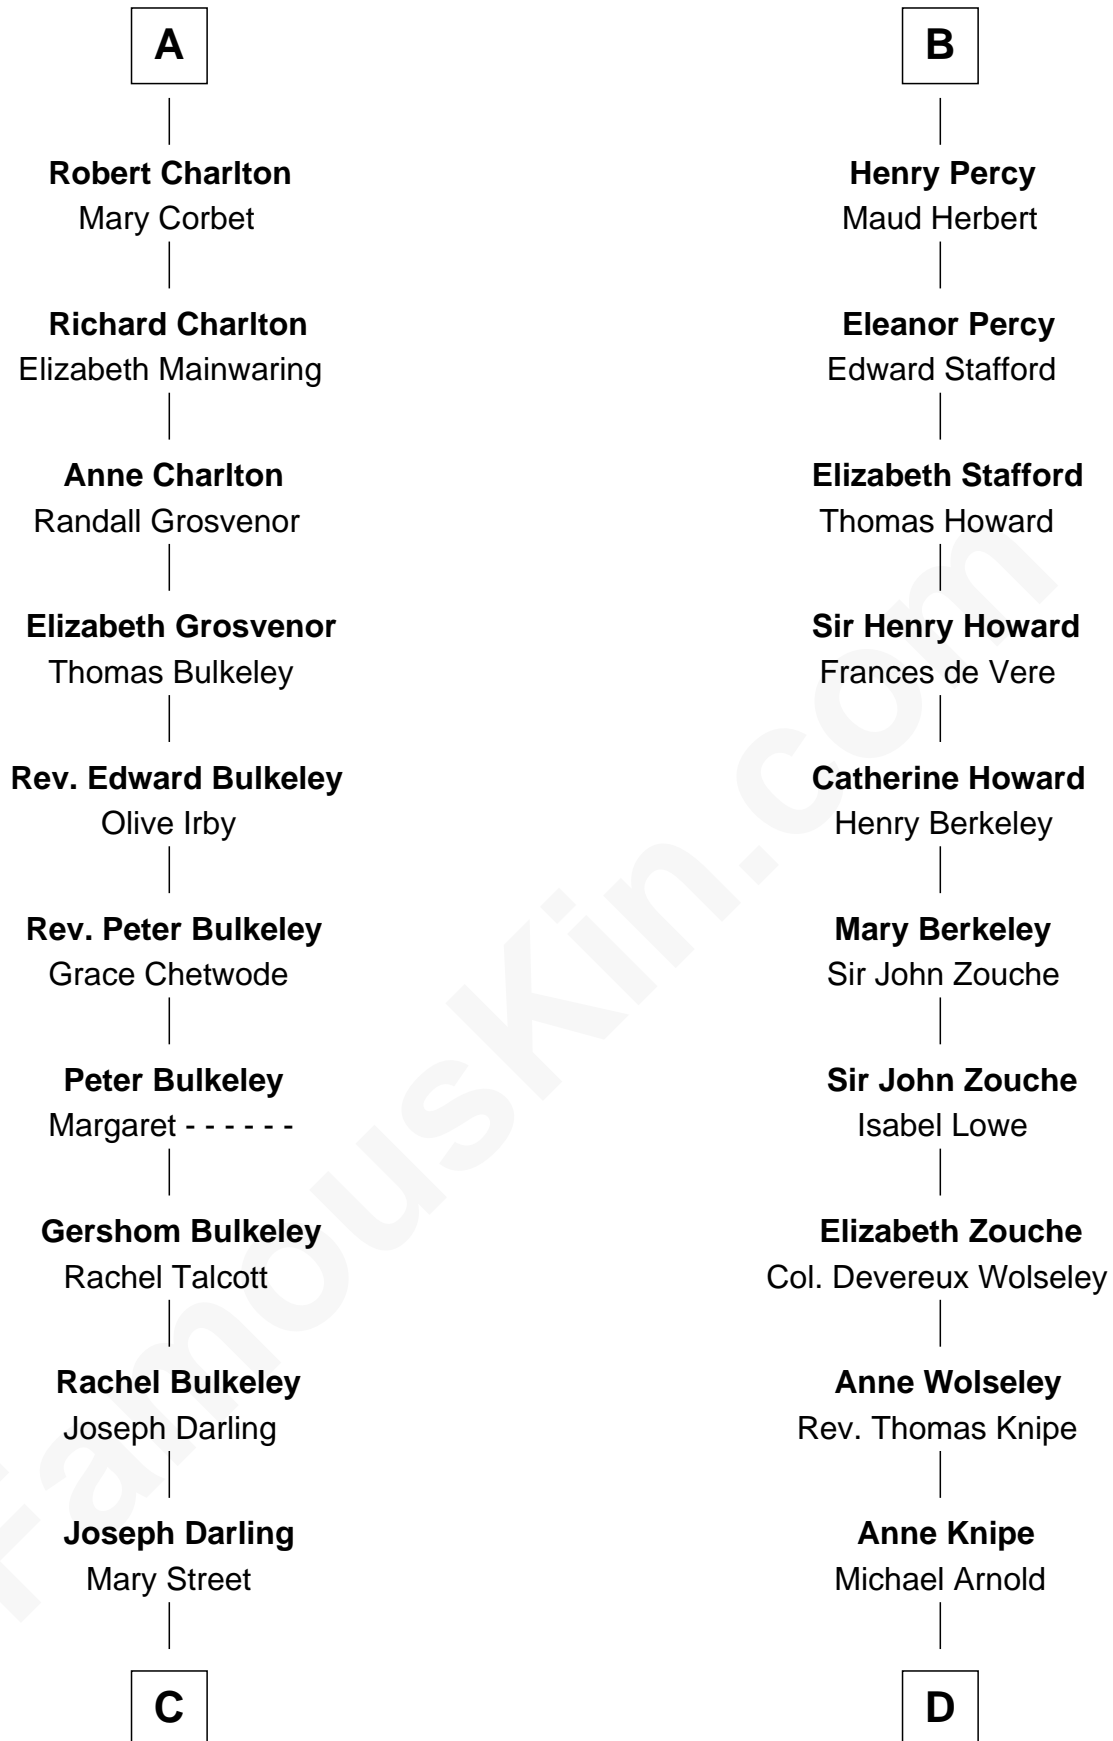 A
Robert Charlton
Mary Corbet
Richard Charlton
Elizabeth Mainwaring
Anne Charlton
Randall Grosvenor
Elizabeth Grosvenor
Thomas Bulkeley
Rev. Edward Bulkeley
Olive Irby
Rev. Peter Bulkeley
Grace Chetwode
Peter Bulkeley
Margaret - - - - - -
Gershom Bulkeley
Rachel Talcott
Rachel Bulkeley
Joseph Darling
Joseph Darling
Mary Street
C
B
Henry Percy
Maud Herbert
Eleanor Percy
Edward Stafford
Elizabeth Stafford
Thomas Howard
Sir Henry Howard
Frances de Vere
Catherine Howard
Henry Berkeley
Mary Berkeley
Sir John Zouche
Sir John Zouche
Isabel Lowe
Elizabeth Zouche
Col. Devereux Wolseley
Anne Wolseley
Rev. Thomas Knipe
Anne Knipe
Michael Arnold
D
FamousKin.com